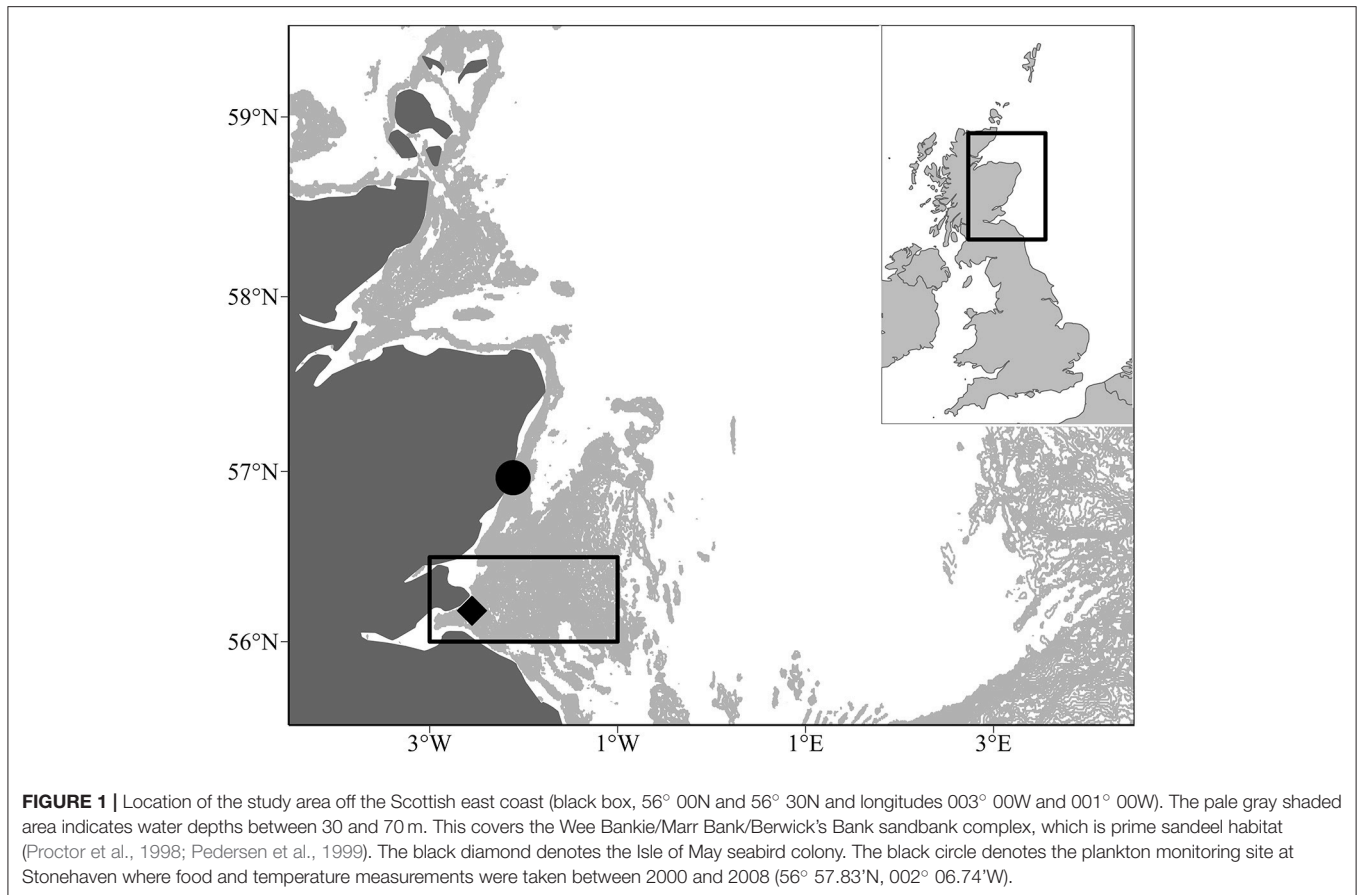 59°N
58°N
57°N
56°N
3°W
1°W
1°E
3°E
FIGURE 1 | Location of the study area off the Scottish east coast (black box, 56° 00N and 56° 30N and longitudes 003° 00W and 001° 00W). The pale gray shaded
area indicates water depths between 30 and 70 m. This covers the Wee Bankie/Marr Bank/Berwick's Bank sandbank complex, which is prime sandeel habitat
(Proctor et al., 1998; Pedersen et al., 1999). The black diamond denotes the Isle of May seabird colony. The black circle denotes the plankton monitoring site at
Stonehaven where food and temperature measurements were taken between 2000 and 2008 (56° 57.83'N, 002° 06.74'W).